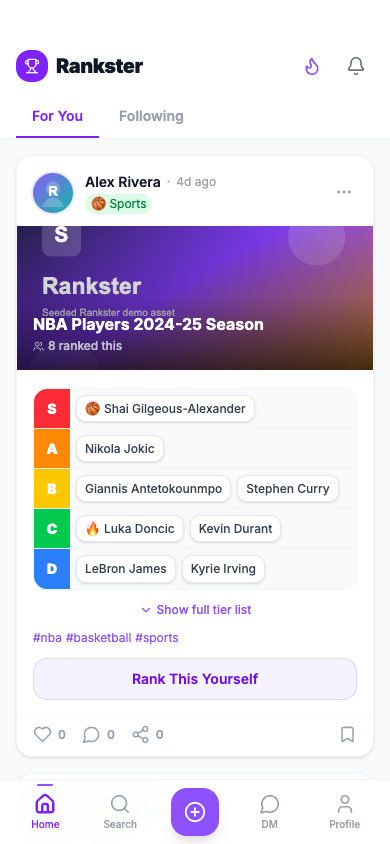 Rankster
For You Following
R
Alex Rivera · 4d ago
🏀 Sports
S
Rankster
Seeded Rankster demo asset
NBA Players 2024-25 Season
8 ranked this
S 🏀 Shai Gilgeous-Alexander
A Nikola Jokic
B Giannis Antetokounmpo Stephen Curry
C 🔥 Luka Doncic Kevin Durant
D LeBron James Kyrie Irving
Show full tier list
#nba #basketball #sports
Rank This Yourself
0 0 0
Home Search DM Profile